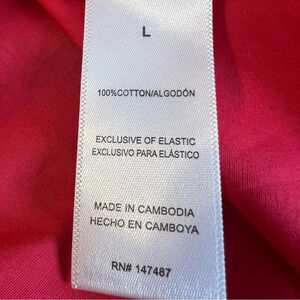 L
100%COTTON/ALGODÓN
EXCLUSIVE OF ELASTIC
EXCLUSIVO PARA ELÁSTICO
MADE IN CAMBODIA
HECHO EN CAMBOYA
RN# 147487